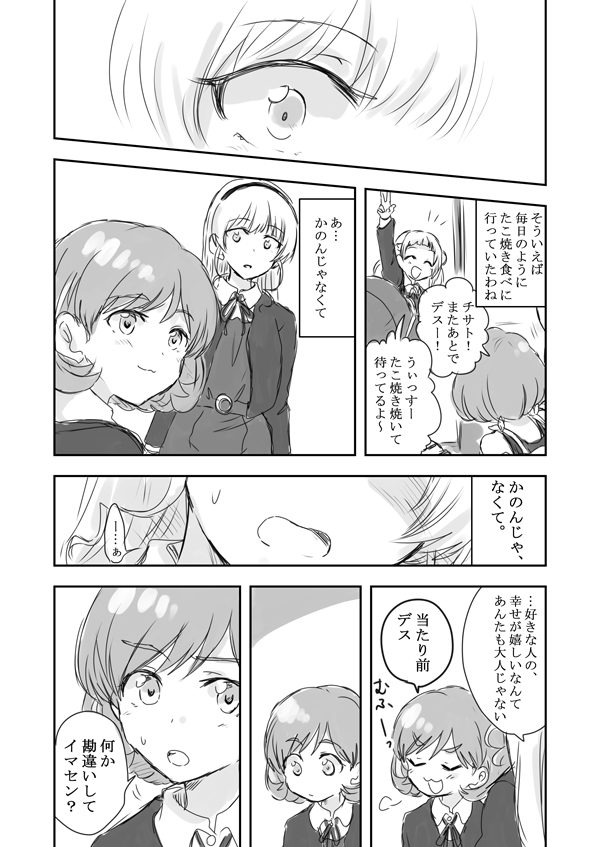 そういえば
毎日のように
たこ焼き食べに
行っていたわね
チサト！
またあとで
デスー！
うぃっすー
たこ焼き焼いて
待ってるよ〜
あ…
かのんじゃなくて
かのんじゃ、
なくて。
ー…ぁ
…好きな人の、
幸せが嬉しいなんて
あんたも大人じゃない
当たり前
デス
むふー
何か
勘違いして
イマセン？